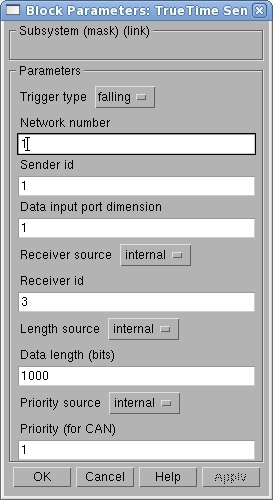 Block Parameters: TrueTime Sen
Subsystem (mask) (link)
Parameters
Trigger type falling
Network number
1
Sender id
1
Data input port dimension
1
Receiver source internal
Receiver id
3
Length source internal
Data length (bits)
1000
Priority source internal
Priority (for CAN)
1
OK Cancel Help Apply